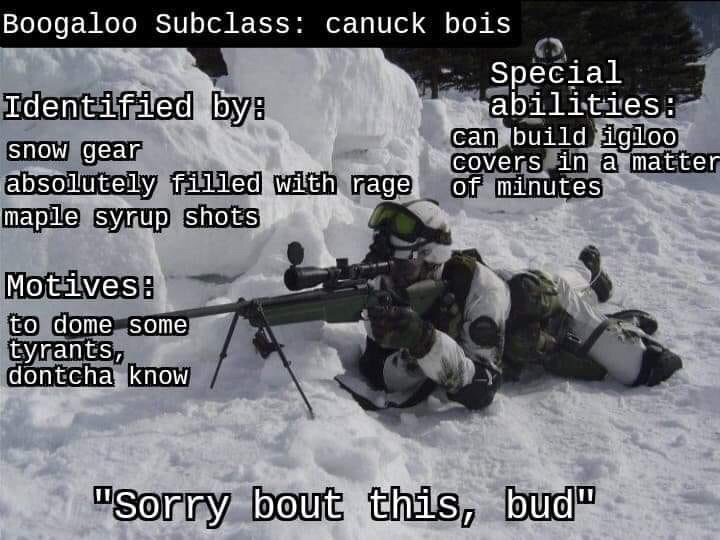 Boogaloo Subclass: canuck bois
Identified by:
snow gear
absolutely filled with rage
maple syrup shots
Special
abilities:
can build igloo
covers in a matter
of minutes
Motives:
to dome some
tyrants,
dontcha know
"Sorry bout this, bud"